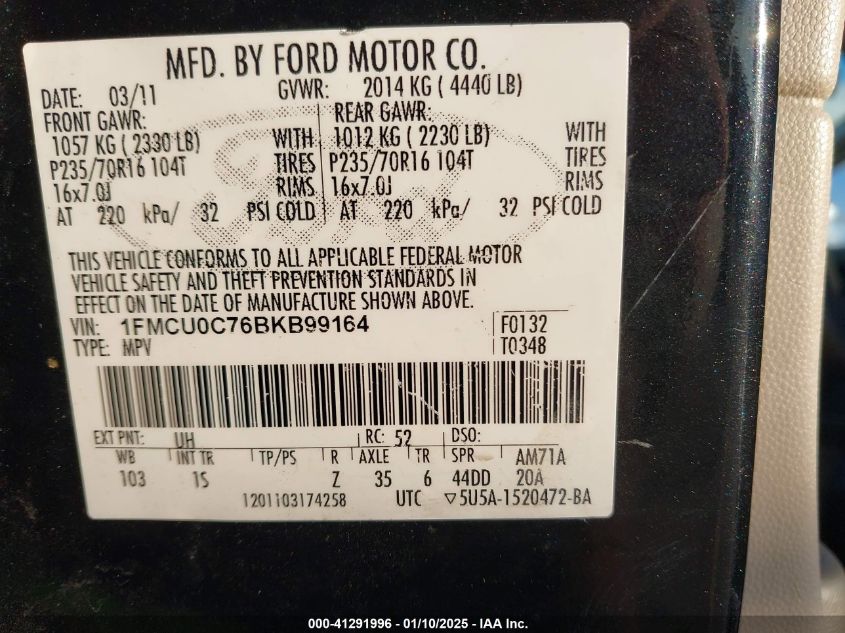 MFD. BY FORD MOTOR CO.
DATE: 03/11 GVWR: 2014 KG ( 4440 LB)
FRONT GAWR: REAR GAWR:
1057 KG ( 2330 LB) WITH 1012 KG ( 2230 LB) WITH
P235/70R16 104T TIRES P235/70R16 104T TIRES
16x7.0J RIMS 16x7.0J RIMS
AT 220 kPa/ 32 PSI COLD AT 220 kPa/ 32 PSI COLD
THIS VEHICLE CONFORMS TO ALL APPLICABLE FEDERAL MOTOR
VEHICLE SAFETY AND THEFT PREVENTION STANDARDS IN
EFFECT ON THE DATE OF MANUFACTURE SHOWN ABOVE.
VIN: 1FMCU0C76BKB99164 F0132
TYPE: MPV T0348
EXT PNT: UH RC: 52 DSO:
WB INT TR TP/PS R AXLE TR SPR AM71A
103 1S Z 35 6 44DD 20A
1201103174258 UTC ▽5U5A-1520472-BA
000-41291996 - 01/10/2025 - IAA Inc.